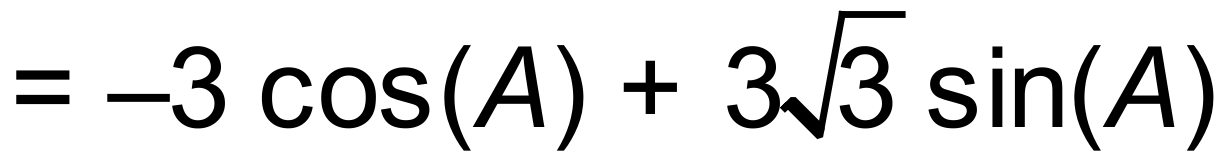 = –3 cos(A) + 3√3 sin(A)